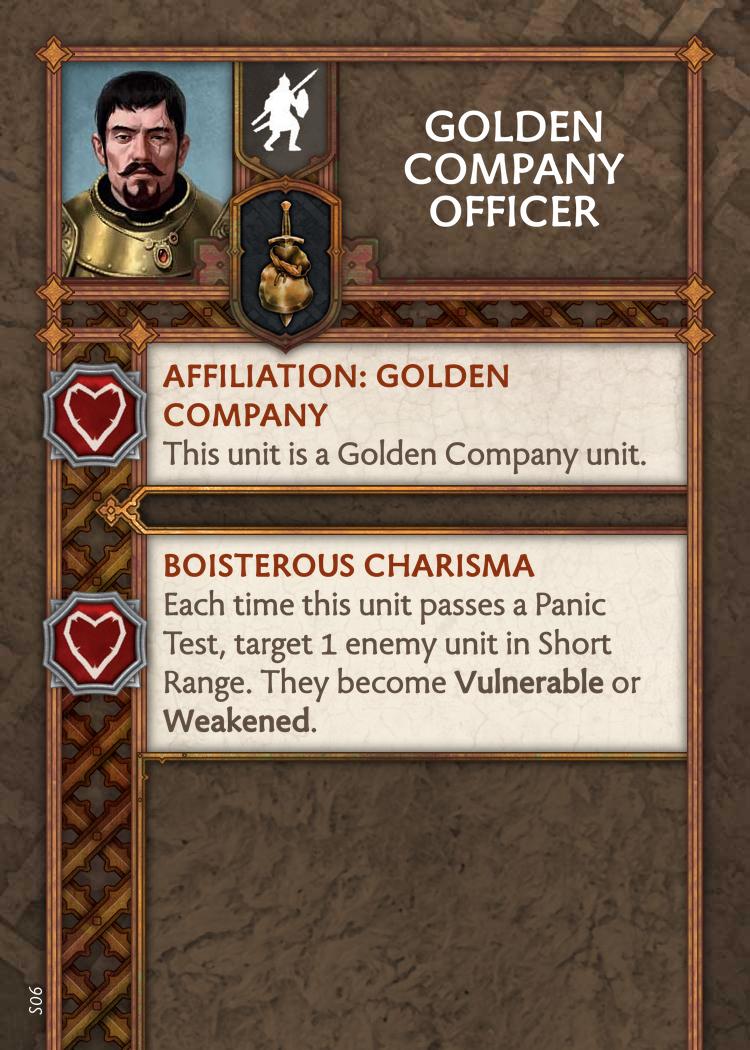 GOLDEN
COMPANY
OFFICER
AFFILIATION: GOLDEN
COMPANY
This unit is a Golden Company unit.
BOISTEROUS CHARISMA
Each time this unit passes a Panic
Test, target 1 enemy unit in Short
Range. They become Vulnerable or
Weakened.
S06